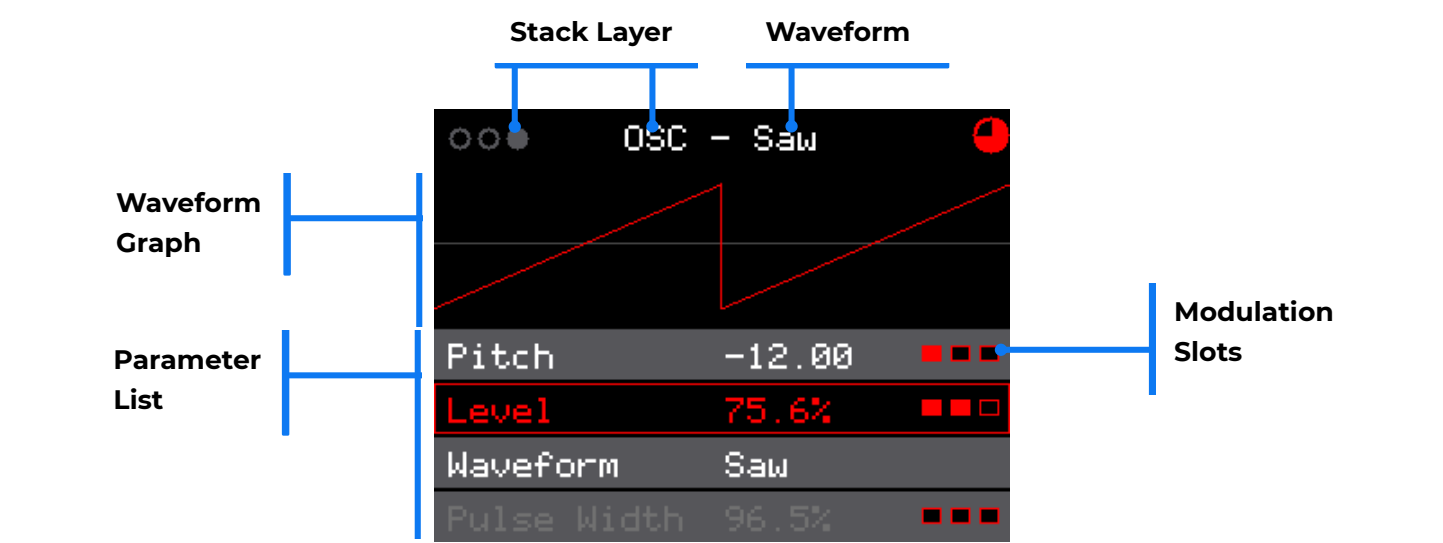 Stack Layer Waveform
OSC - Saw
Waveform
Graph
Modulation
Slots
Parameter
List
Pitch -12.00
Level 75.6%
Waveform Saw
Pulse Width 96.5%